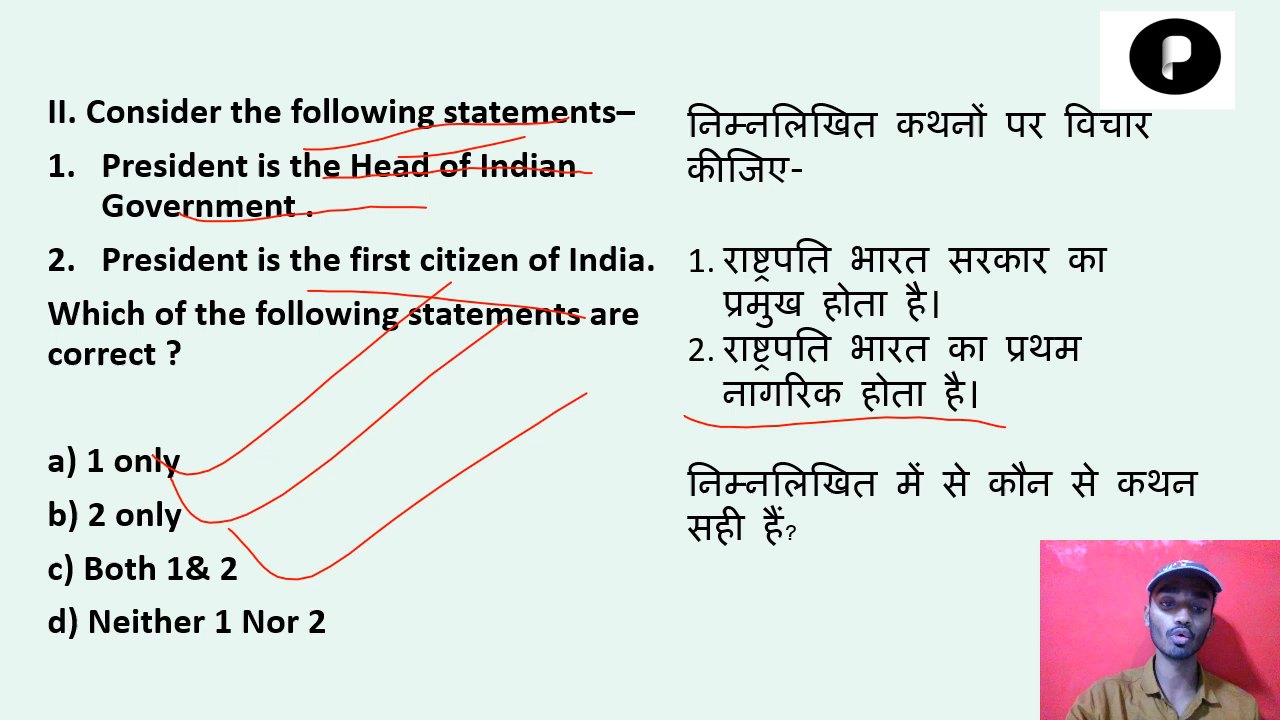 II. Consider the following statements–
1. President is the Head of Indian
Government .
2. President is the first citizen of India.
Which of the following statements are
correct ?
a) 1 only
b) 2 only
c) Both 1& 2
d) Neither 1 Nor 2
P
निम्नलिखित कथनों पर विचार
कीजिए-
1. राष्ट्रपति भारत सरकार का
प्रमुख होता है।
2. राष्ट्रपति भारत का प्रथम
नागरिक होता है।
निम्नलिखित में से कौन से कथन
सही हैं?